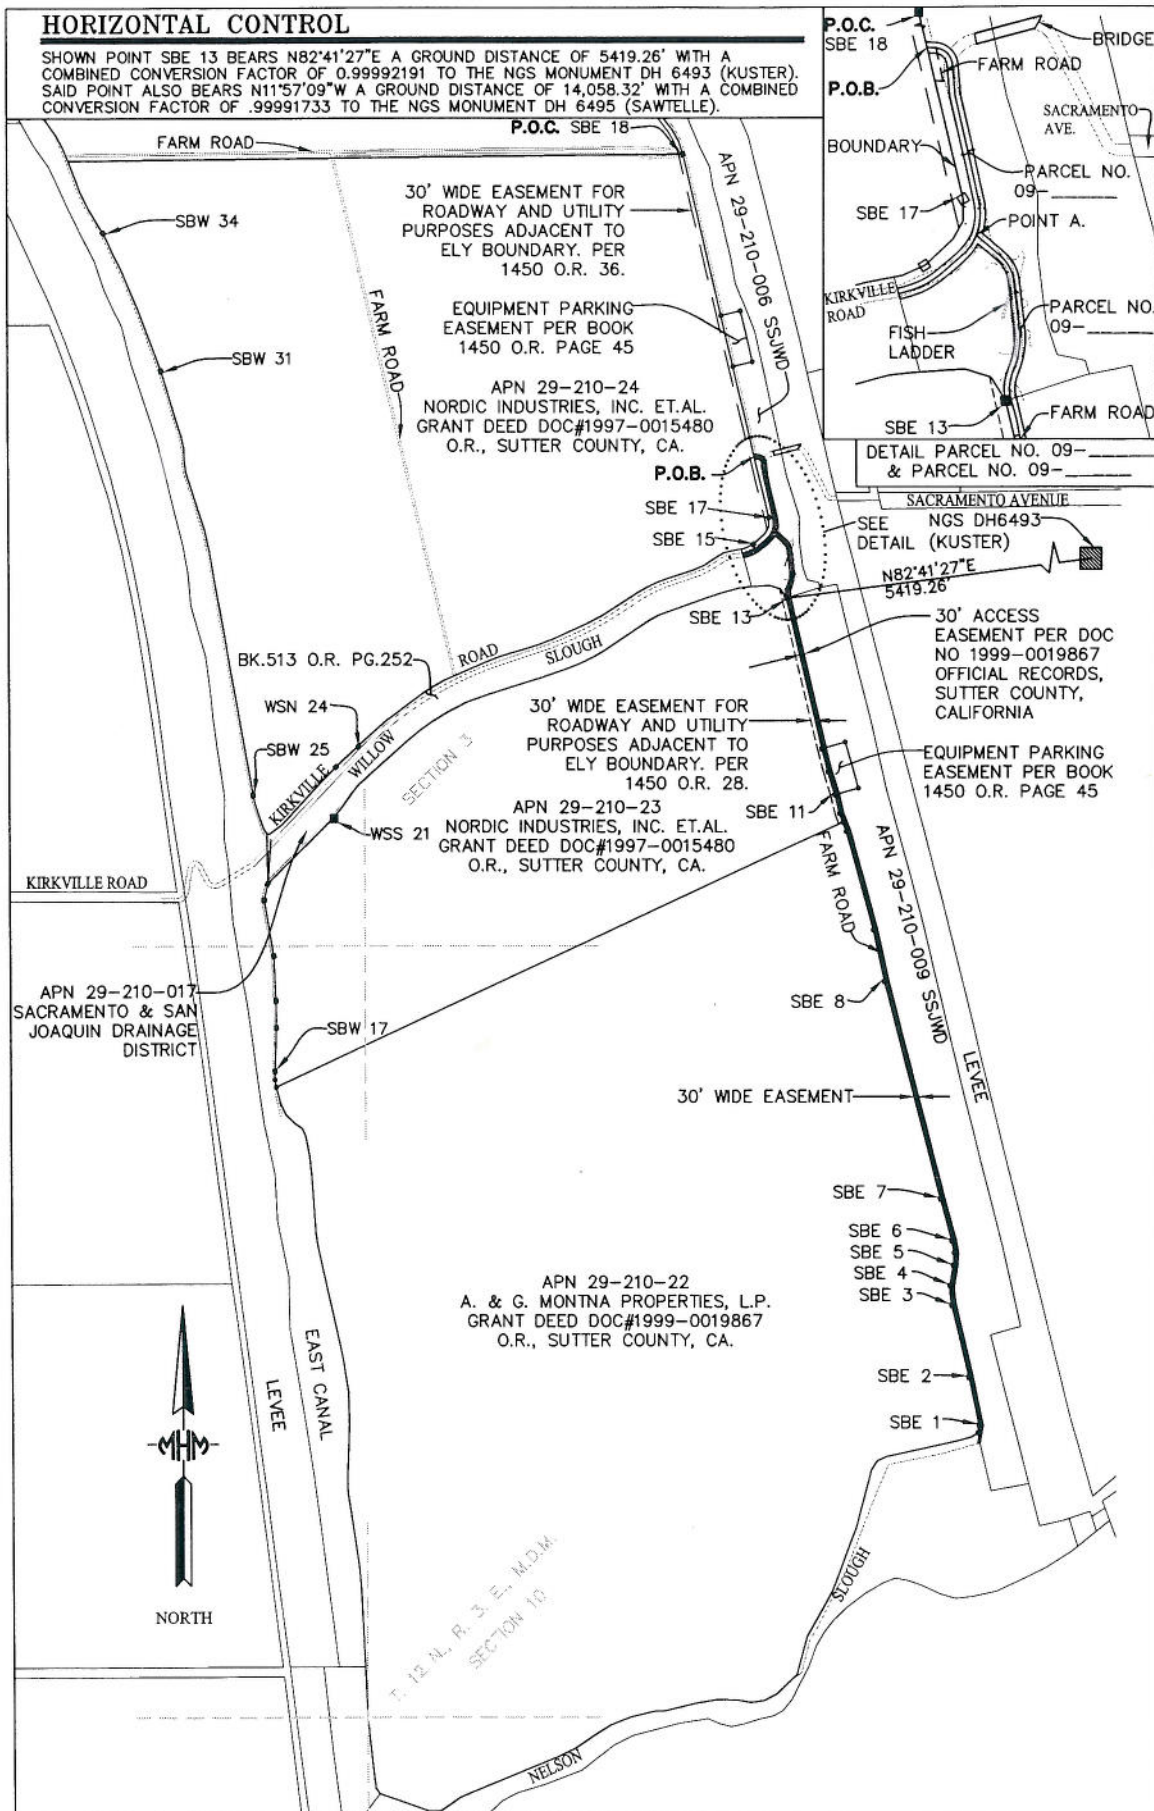 HORIZONTAL CONTROL
SHOWN POINT SBE 13 BEARS N82°41'27"E A GROUND DISTANCE OF 5419.26' WITH A
COMBINED CONVERSION FACTOR OF 0.99992191 TO THE NGS MONUMENT DH 6493 (KUSTER).
SAID POINT ALSO BEARS N11°57'09"W A GROUND DISTANCE OF 14,058.32' WITH A COMBINED
CONVERSION FACTOR OF .99991733 TO THE NGS MONUMENT DH 6495 (SAWTELLE).
P.O.C.
SBE 18
BRIDGE
FARM ROAD
P.O.B.
SACRAMENTO
AVE.
BOUNDARY
PARCEL NO.
09-______
SBE 17
POINT A.
KIRKVILLE
ROAD
PARCEL NO.
09-______
FISH
LADDER
SBE 13
FARM ROAD
DETAIL PARCEL NO. 09-______
& PARCEL NO. 09-______
FARM ROAD
P.O.C. SBE 18
SBW 34
30' WIDE EASEMENT FOR
ROADWAY AND UTILITY
PURPOSES ADJACENT TO
ELY BOUNDARY. PER
1450 O.R. 36.
APN 29-210-006 SSJWD
FARM ROAD
EQUIPMENT PARKING
EASEMENT PER BOOK
1450 O.R. PAGE 45
SBW 31
APN 29-210-24
NORDIC INDUSTRIES, INC. ET.AL.
GRANT DEED DOC#1997-0015480
O.R., SUTTER COUNTY, CA.
P.O.B.
SACRAMENTO AVENUE
SBE 17
SBE 15
SEE
DETAIL
NGS DH6493
(KUSTER)
N82°41'27"E
5419.26'
SBE 13
30' ACCESS
EASEMENT PER DOC
NO 1999-0019867
OFFICIAL RECORDS,
SUTTER COUNTY,
CALIFORNIA
BK.513 O.R. PG.252
ROAD
SLOUGH
WSN 24
SBW 25
KIRKVILLE
WILLOW
SECTION 3
30' WIDE EASEMENT FOR
ROADWAY AND UTILITY
PURPOSES ADJACENT TO
ELY BOUNDARY. PER
1450 O.R. 28.
EQUIPMENT PARKING
EASEMENT PER BOOK
1450 O.R. PAGE 45
SBE 11
WSS 21
APN 29-210-23
NORDIC INDUSTRIES, INC. ET.AL.
GRANT DEED DOC#1997-0015480
O.R., SUTTER COUNTY, CA.
FARM ROAD
APN 29-210-009 SSJWD
KIRKVILLE ROAD
APN 29-210-017
SACRAMENTO & SAN
JOAQUIN DRAINAGE
DISTRICT
SBE 8
SBW 17
LEVEE
30' WIDE EASEMENT
SBE 7
SBE 6
SBE 5
SBE 4
SBE 3
APN 29-210-22
A. & G. MONTNA PROPERTIES, L.P.
GRANT DEED DOC#1999-0019867
O.R., SUTTER COUNTY, CA.
SBE 2
SBE 1
EAST CANAL
LEVEE
MHM
NORTH
T. 12 N., R. 3 E., M.D.M.
SECTION 10
SLOUGH
NELSON